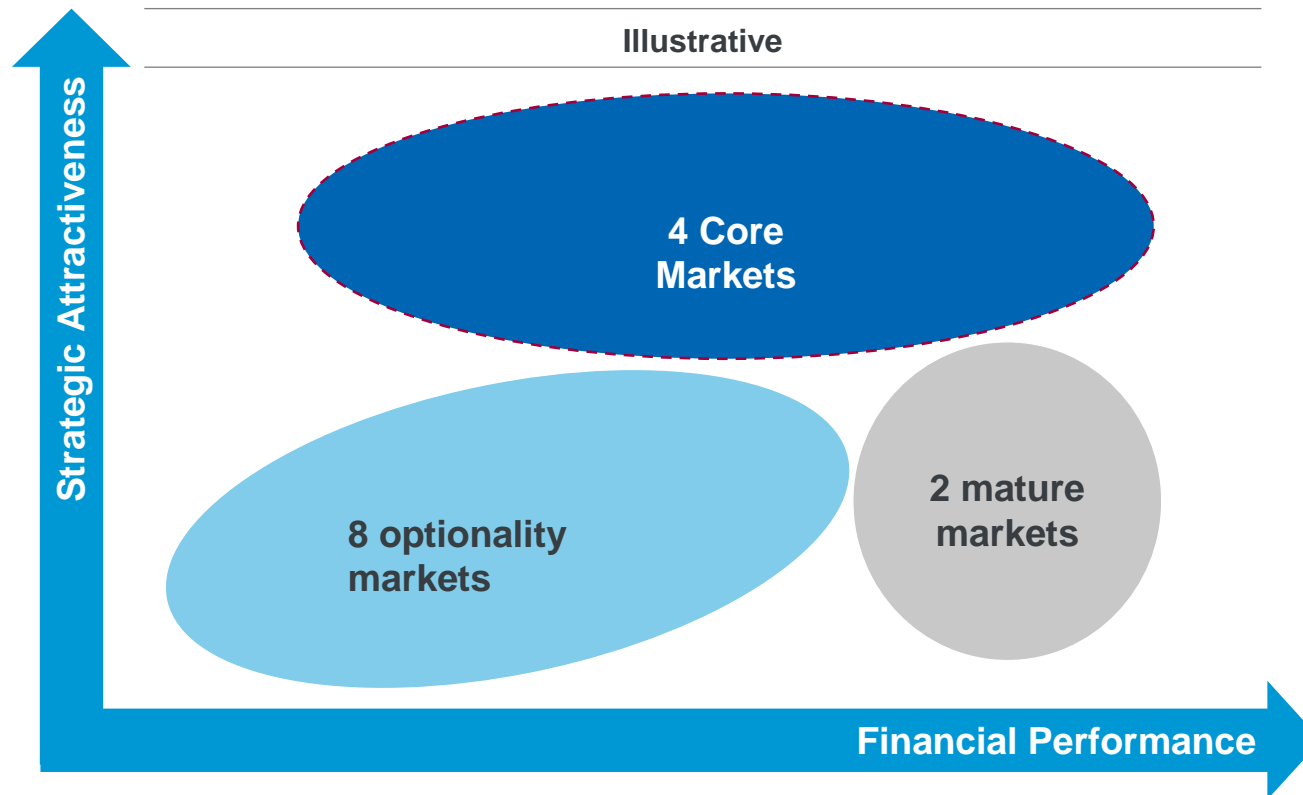 Illustrative
Strategic Attractiveness
4 Core
Markets
8 optionality
markets
2 mature
markets
Financial Performance